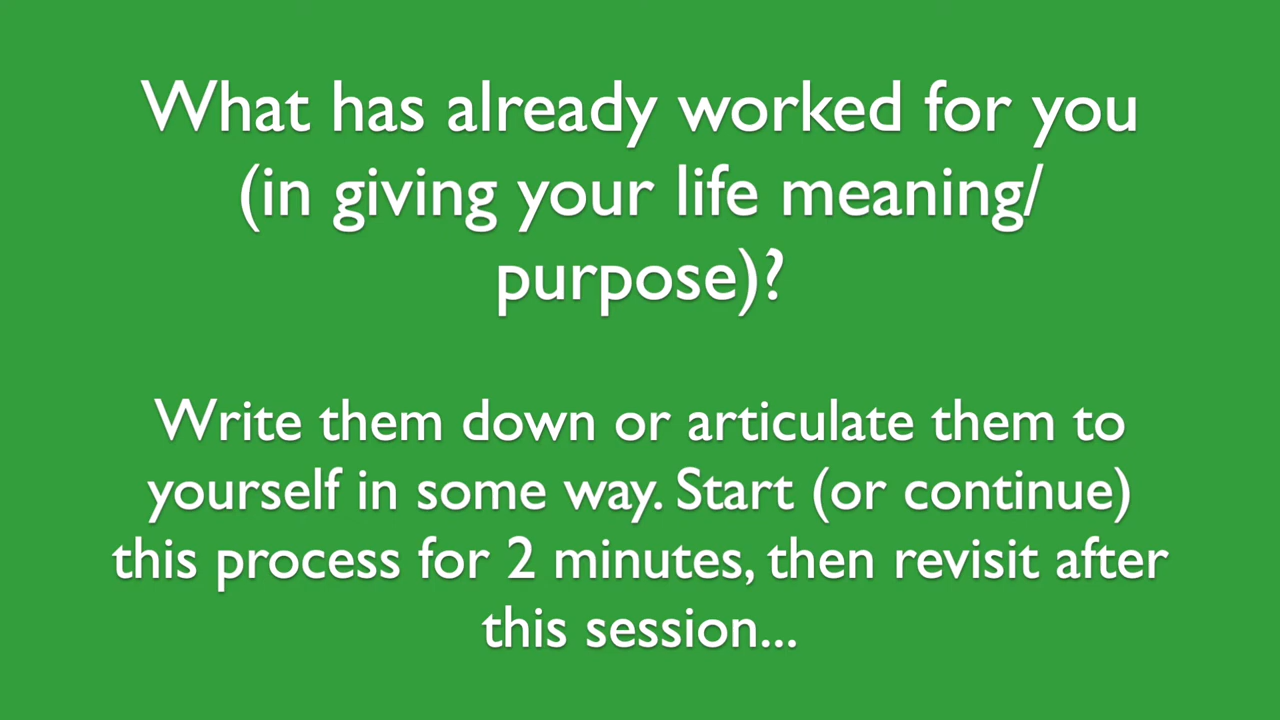 What has already worked for you
(in giving your life meaning/
purpose)?
Write them down or articulate them to
yourself in some way. Start (or continue)
this process for 2 minutes, then revisit after
this session...